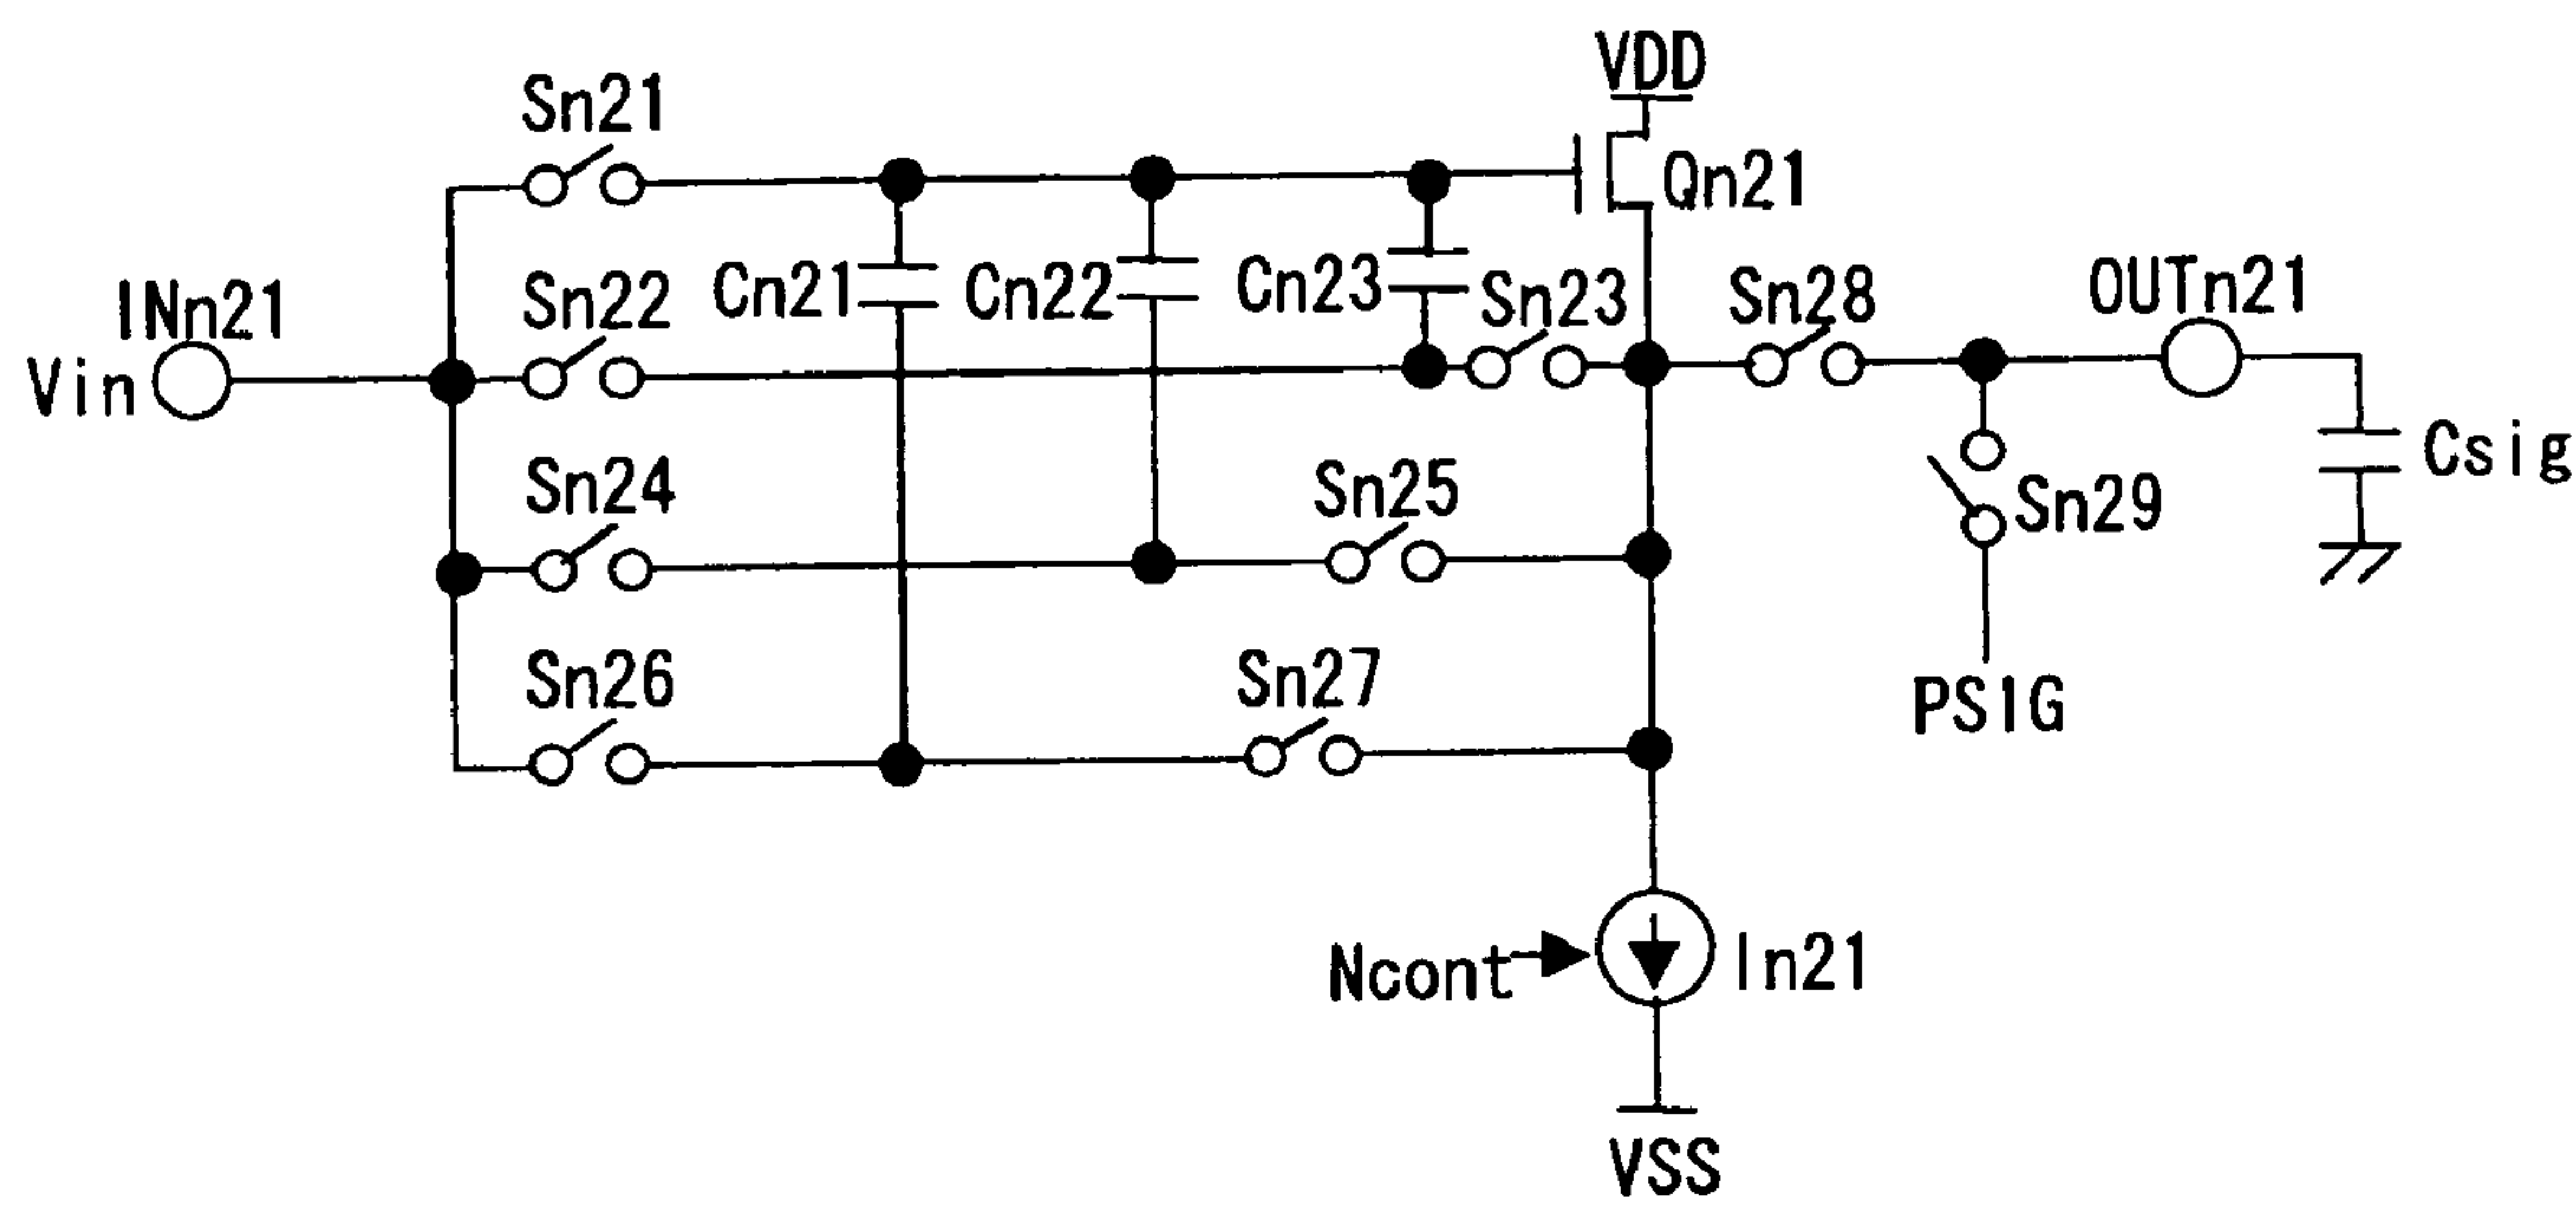 VDD
Sn21
Qn21
INn21
Sn22
Cn21
Cn22
Cn23
Sn23
Sn28
OUTn21
Vin
Sn24
Sn25
Csig
Sn29
Sn26
Sn27
PSIG
Ncont
In21
VSS